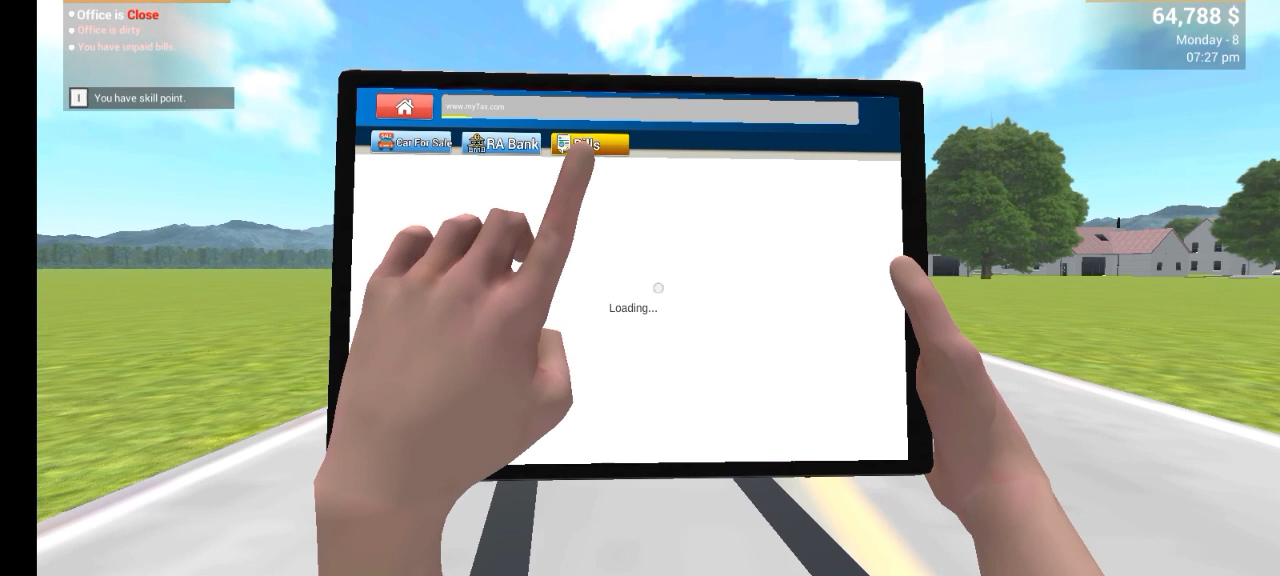 Office is Close
Office is dirty
You have unpaid bills.
I You have skill point.
64,788 $
Monday - 8
07:27 pm
www.myTax.com
Car For Sale
RA Bank
Bills
Loading...